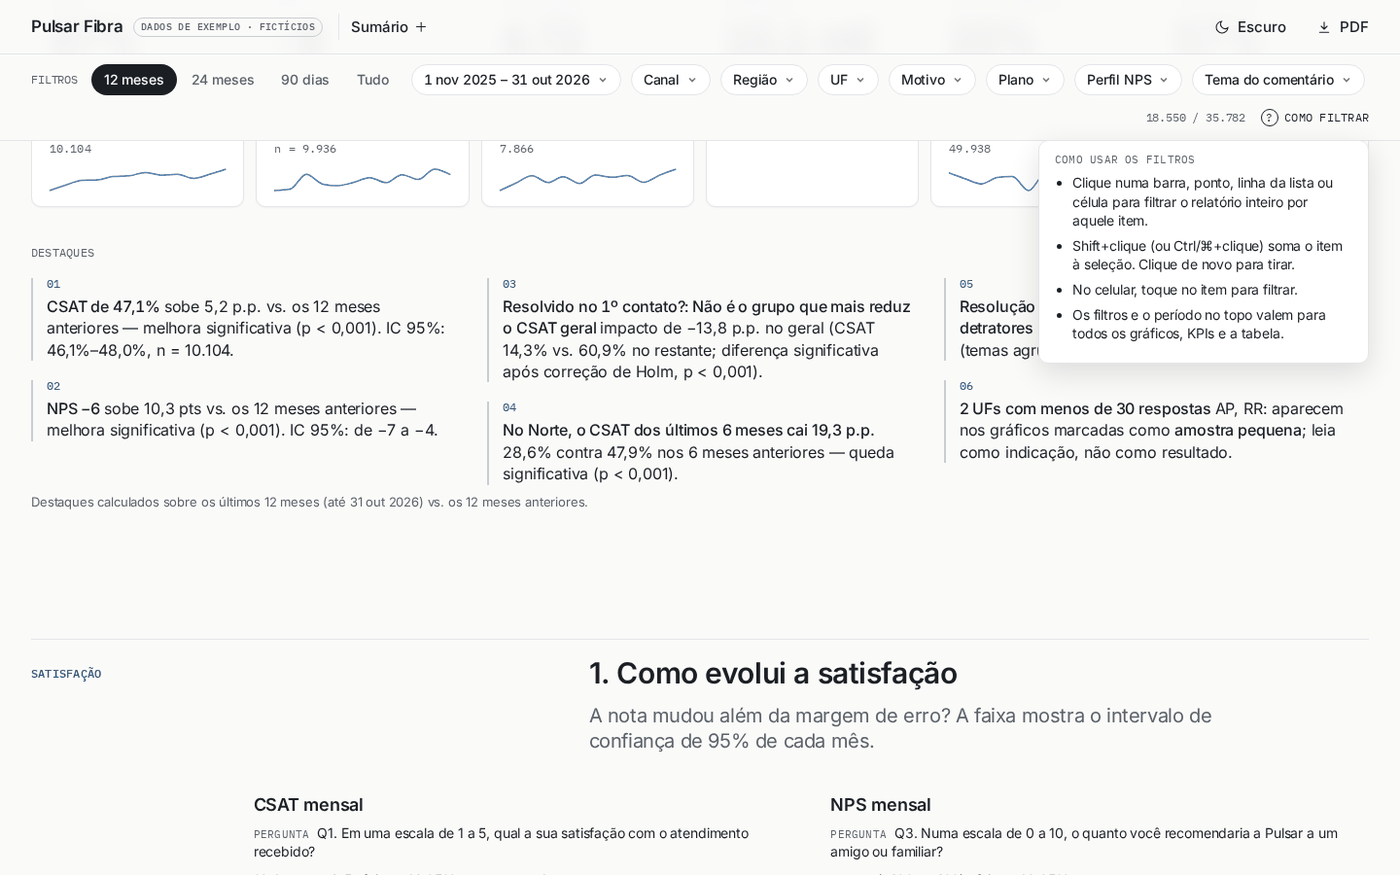 Pulsar Fibra
DADOS DE EXEMPLO · FICTÍCIOS
Sumário +
Escuro
PDF
FILTROS
12 meses
24 meses
90 dias
Tudo
1 nov 2025 – 31 out 2026
Canal
Região
UF
Motivo
Plano
Perfil NPS
Tema do comentário
18.550 / 35.782
? COMO FILTRAR
10.104
n = 9.936
7.866
49.938
COMO USAR OS FILTROS
• Clique numa barra, ponto, linha da lista ou
célula para filtrar o relatório inteiro por
aquele item.
• Shift+clique (ou Ctrl/⌘+clique) soma o item
à seleção. Clique de novo para tirar.
• No celular, toque no item para filtrar.
• Os filtros e o período no topo valem para
todos os gráficos, KPIs e a tabela.
DESTAQUES
01
CSAT de 47,1% sobe 5,2 p.p. vs. os 12 meses
anteriores — melhora significativa (p < 0,001). IC 95%:
46,1%–48,0%, n = 10.104.
02
NPS −6 sobe 10,3 pts vs. os 12 meses anteriores —
melhora significativa (p < 0,001). IC 95%: de −7 a −4.
03
Resolvido no 1º contato?: Não é o grupo que mais reduz
o CSAT geral impacto de −13,8 p.p. no geral (CSAT
14,3% vs. 60,9% no restante; diferença significativa
após correção de Holm, p < 0,001).
04
No Norte, o CSAT dos últimos 6 meses cai 19,3 p.p.
28,6% contra 47,9% nos 6 meses anteriores — queda
significativa (p < 0,001).
05
Resolução
detratores
(temas agru
06
2 UFs com menos de 30 respostas AP, RR: aparecem
nos gráficos marcadas como amostra pequena; leia
como indicação, não como resultado.
Destaques calculados sobre os últimos 12 meses (até 31 out 2026) vs. os 12 meses anteriores.
SATISFAÇÃO
1. Como evolui a satisfação
A nota mudou além da margem de erro? A faixa mostra o intervalo de
confiança de 95% de cada mês.
CSAT mensal
PERGUNTA Q1. Em uma escala de 1 a 5, qual a sua satisfação com o atendimento
recebido?
NPS mensal
PERGUNTA Q3. Numa escala de 0 a 10, o quanto você recomendaria a Pulsar a um
amigo ou familiar?